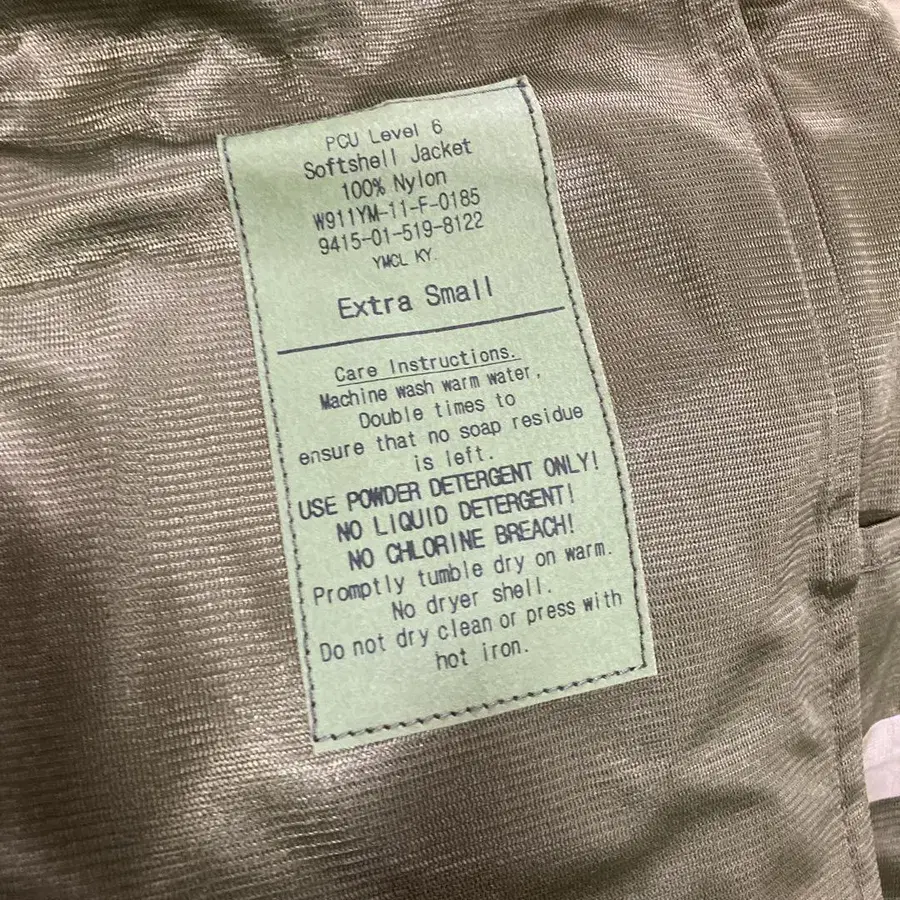 PCU Level 6
Softshell Jacket
100% Nylon
W911YM-11-F-0185
9415-01-519-8122
YMCL KY.
Extra Small
Care Instructions.
Machine wash warm water,
Double times to
ensure that no soap residue
is left.
USE POWDER DETERGENT ONLY!
NO LIQUID DETERGENT!
NO CHLORINE BREACH!
Promptly tumble dry on warm.
No dryer shell.
Do not dry clean or press with
hot iron.